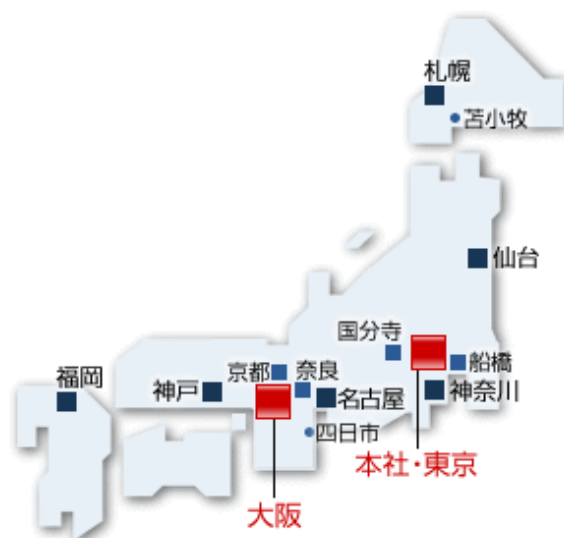 札幌
苫小牧
仙台
国分寺
船橋
京都
奈良
福岡
神戸
名古屋
神奈川
四日市
本社・東京
大阪